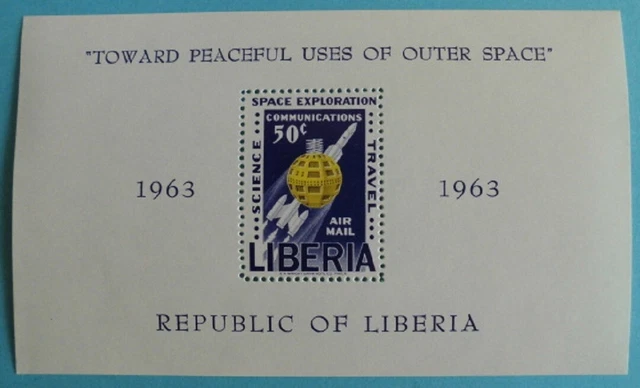 "TOWARD PEACEFUL USES OF OUTER SPACE"
SPACE EXPLORATION
COMMUNICATIONS
50¢
SCIENCE
TRAVEL
1963
1963
AIR
MAIL
LIBERIA
REPUBLIC OF LIBERIA